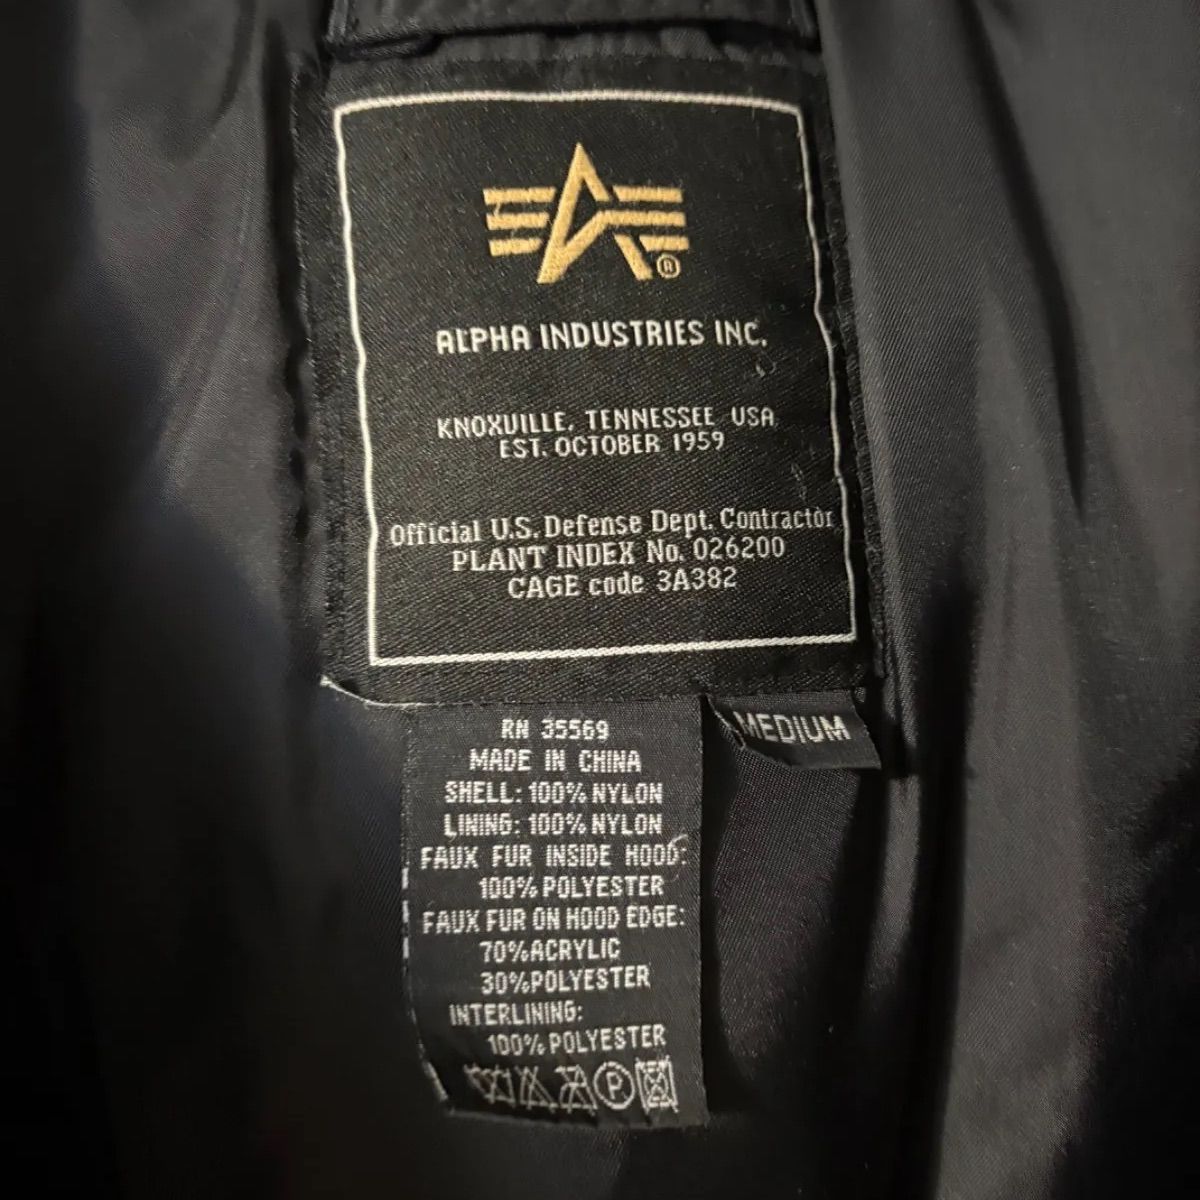 ®
ALPHA INDUSTRIES INC.
KNOXVILLE, TENNESSEE USA
EST. OCTOBER 1959
Official U.S. Defense Dept. Contractor
PLANT INDEX No. 026200
CAGE code 3A382
MEDIUM
RN 35569
MADE IN CHINA
SHELL: 100% NYLON
LINING: 100% NYLON
FAUX FUR INSIDE HOOD:
100% POLYESTER
FAUX FUR ON HOOD EDGE:
70% ACRYLIC
30% POLYESTER
INTERLINING:
100% POLYESTER
P